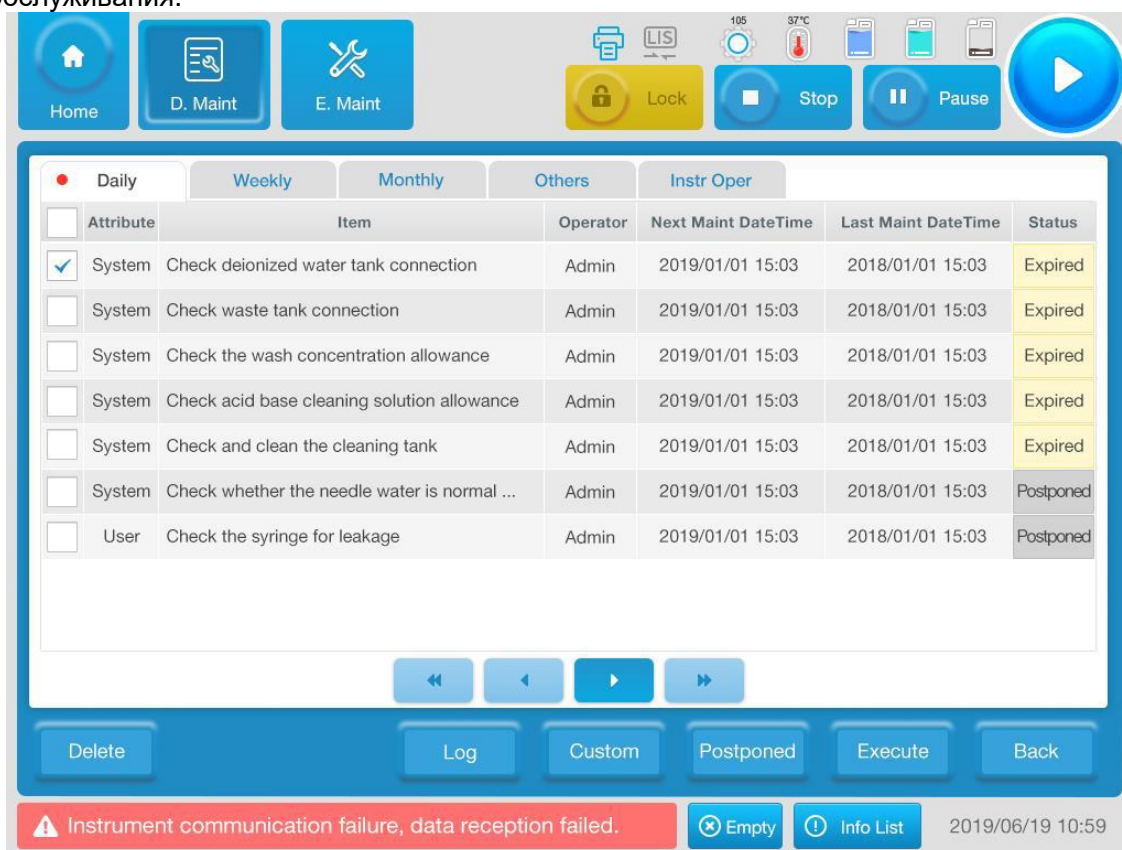 обслуживания.
105 37℃
LIS
Home D. Maint E. Maint Lock Stop Pause
Daily Weekly Monthly Others Instr Oper
Attribute Item Operator Next Maint DateTime Last Maint DateTime Status
System Check deionized water tank connection Admin 2019/01/01 15:03 2018/01/01 15:03 Expired
System Check waste tank connection Admin 2019/01/01 15:03 2018/01/01 15:03 Expired
System Check the wash concentration allowance Admin 2019/01/01 15:03 2018/01/01 15:03 Expired
System Check acid base cleaning solution allowance Admin 2019/01/01 15:03 2018/01/01 15:03 Expired
System Check and clean the cleaning tank Admin 2019/01/01 15:03 2018/01/01 15:03 Expired
System Check whether the needle water is normal ... Admin 2019/01/01 15:03 2018/01/01 15:03 Postponed
User Check the syringe for leakage Admin 2019/01/01 15:03 2018/01/01 15:03 Postponed
Delete Log Custom Postponed Execute Back
Instrument communication failure, data reception failed. Empty Info List 2019/06/19 10:59